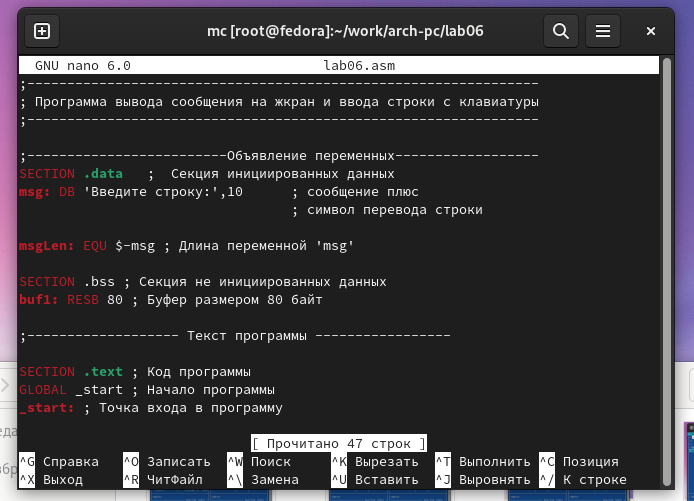 mc [root@fedora]:~/work/arch-pc/lab06
GNU nano 6.0 lab06.asm
;----------------------------------------------------------------
; Программа вывода сообщения на жкран и ввода строки с клавиатуры
;----------------------------------------------------------------
;-------------------------Объявление переменных------------------
SECTION .data ; Секция инициированных данных
msg: DB 'Введите строку:',10 ; сообщение плюс
; символ перевода строки
msgLen: EQU $-msg ; Длина переменной 'msg'
SECTION .bss ; Секция не инициированных данных
buf1: RESB 80 ; Буфер размером 80 байт
;------------------- Текст программы -----------------
SECTION .text ; Код программы
GLOBAL _start ; Начало программы
_start: ; Точка входа в программу
[ Прочитано 47 строк ]
^G Справка ^O Записать ^W Поиск ^K Вырезать ^T Выполнить ^C Позиция
^X Выход ^R ЧитФайл ^\ Замена ^U Вставить ^J Выровнять ^/ К строке